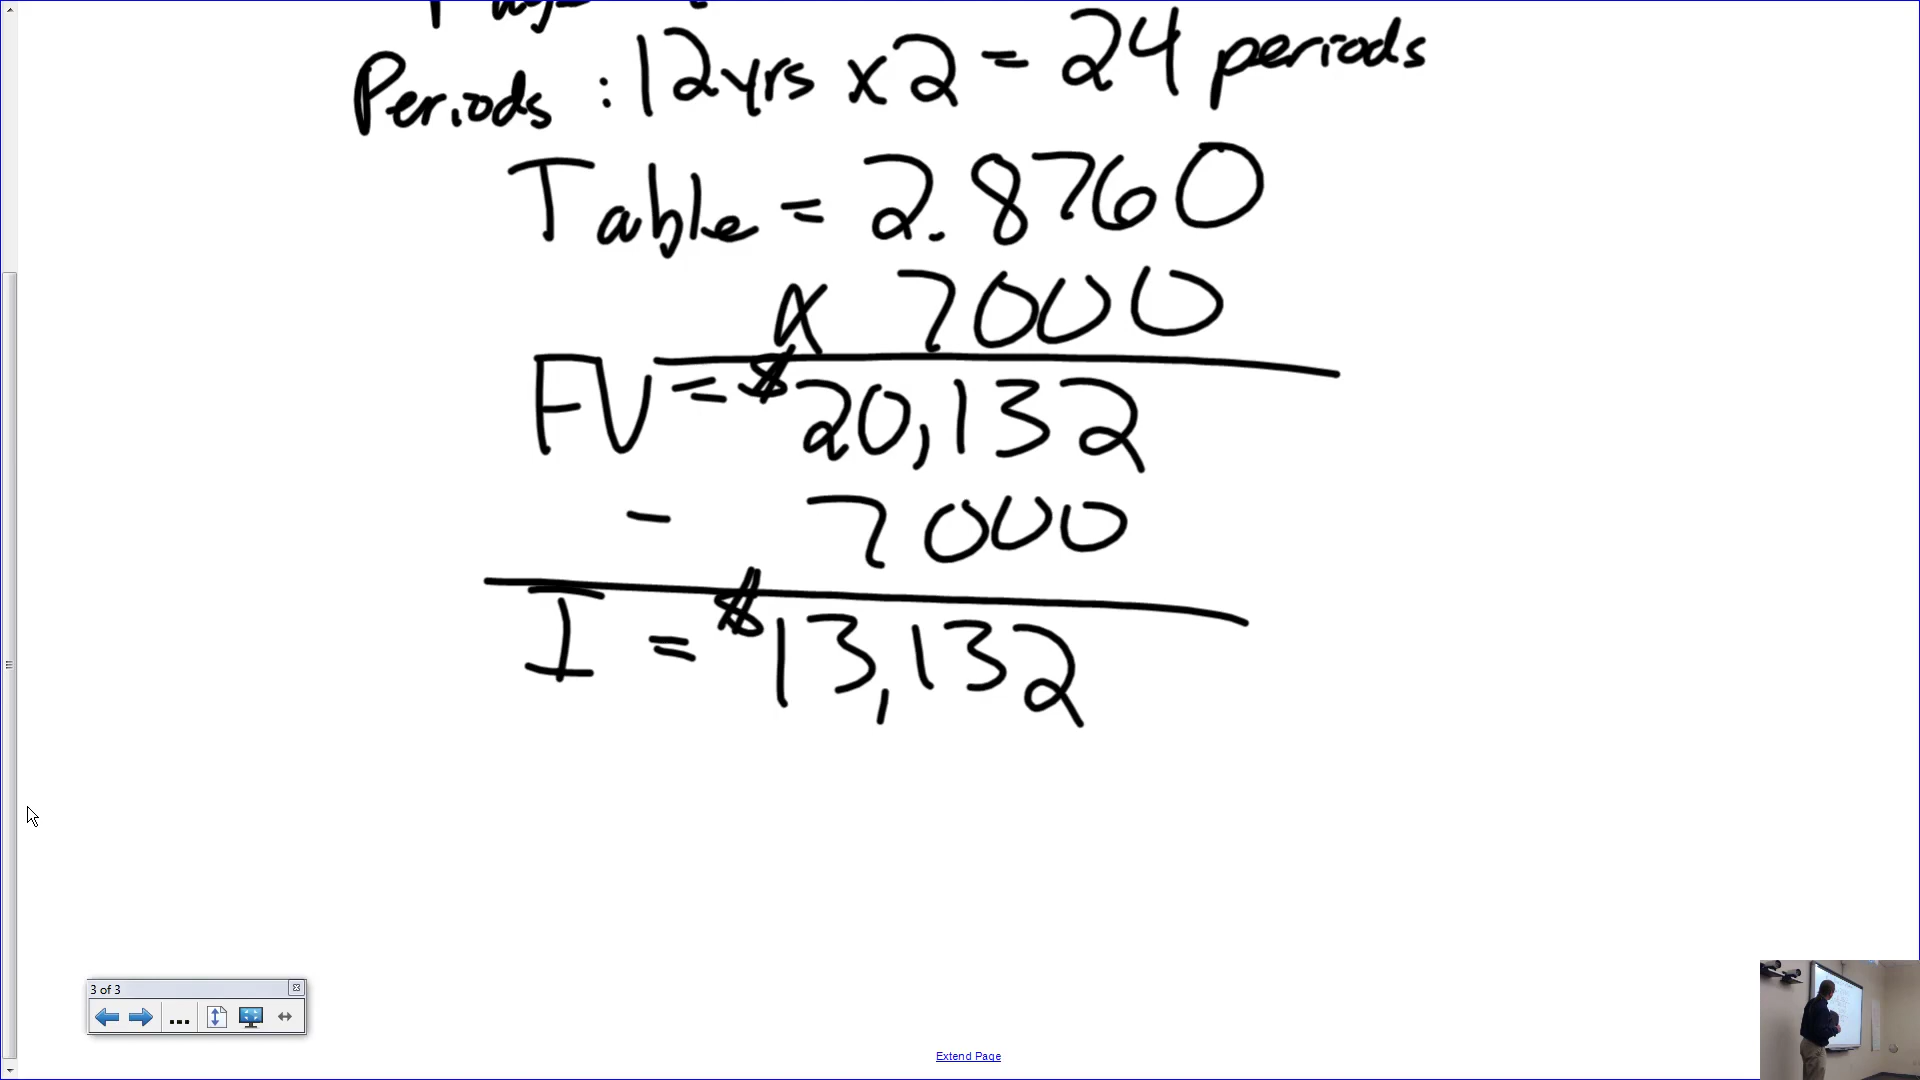 Periods : 12yrs x 2 = 24 periods
Table = 2.8760
x 7000
FV = $20,132
- 7000
I = $13,132
3 of 3
...
Extend Page